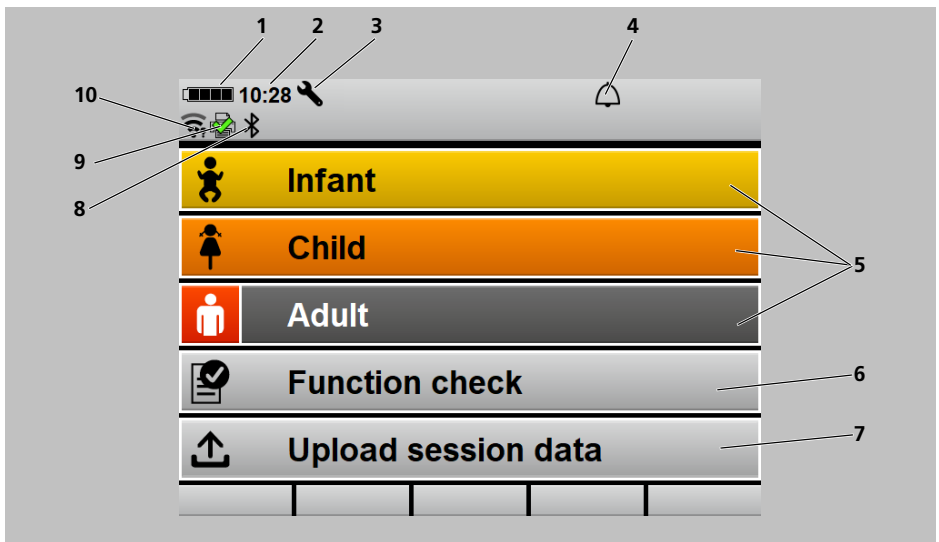 1 2 3 4
10:28
10
9
8
Infant
Child
5
Adult
Function check
6
Upload session data
7